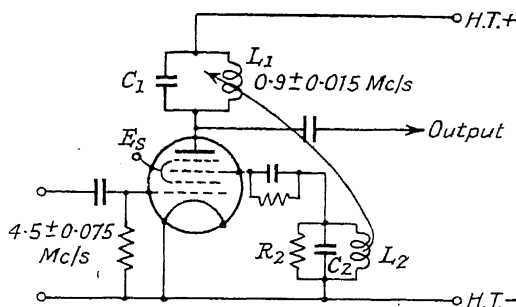 H.T.+
L1
C1
0·9±0·015 Mc/s
Output
ES
4·5±0·075
Mc/s
R2
C2
L2
H.T.-